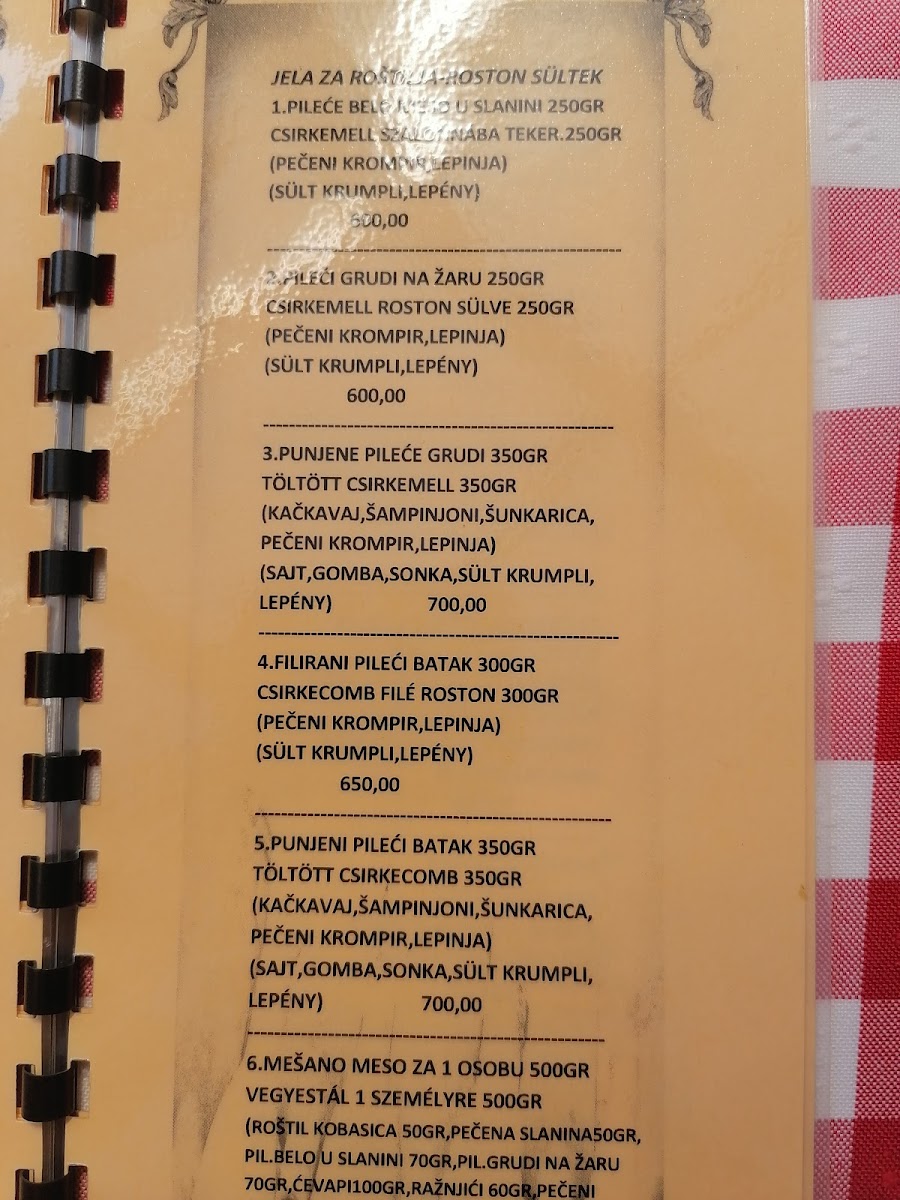 JELA ZA ROŠTILJA-ROSTON SÜLTEK
1.PILEĆE BELO MESO U SLANINI 250GR
CSIRKEMELL SZALONNÁBA TEKER.250GR
(PEČENI KROMPIR,LEPINJA)
(SÜLT KRUMPLI,LEPÉNY)
600,00
2.PILEĆI GRUDI NA ŽARU 250GR
CSIRKEMELL ROSTON SÜLVE 250GR
(PEČENI KROMPIR,LEPINJA)
(SÜLT KRUMPLI,LEPÉNY)
600,00
3.PUNJENE PILEĆE GRUDI 350GR
TÖLTÖTT CSIRKEMELL 350GR
(KAČKAVAJ,ŠAMPINJONI,ŠUNKARICA,
PEČENI KROMPIR,LEPINJA)
(SAJT,GOMBA,SONKA,SÜLT KRUMPLI,
LEPÉNY) 700,00
4.FILIRANI PILEĆI BATAK 300GR
CSIRKECOMB FILÉ ROSTON 300GR
(PEČENI KROMPIR,LEPINJA)
(SÜLT KRUMPLI,LEPÉNY)
650,00
5.PUNJENI PILEĆI BATAK 350GR
TÖLTÖTT CSIRKECOMB 350GR
(KAČKAVAJ,ŠAMPINJONI,ŠUNKARICA,
PEČENI KROMPIR,LEPINJA)
(SAJT,GOMBA,SONKA,SÜLT KRUMPLI,
LEPÉNY) 700,00
6.MEŠANO MESO ZA 1 OSOBU 500GR
VEGYESTÁL 1 SZEMÉLYRE 500GR
(ROŠTIL KOBASICA 50GR,PEČENA SLANINA50GR,
PIL.BELO U SLANINI 70GR,PIL.GRUDI NA ŽARU
70GR,ĆEVAPI100GR,RAŽNJIĆI 60GR,PEČENI